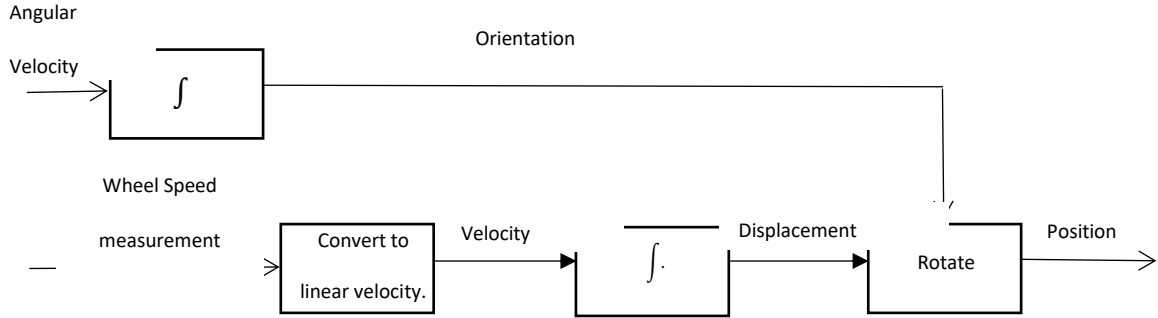 Angular
Velocity
Orientation
∫
Wheel Speed
measurement
Convert to
linear velocity.
Velocity
∫.
Displacement
Rotate
Position